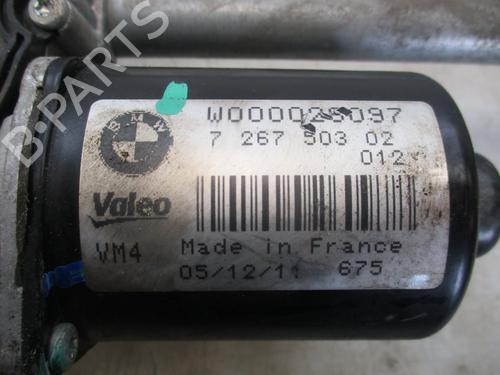 B-PARTS
BMW
W000028097
7 267 503 02
012
Valeo
VM4
Made in France
05/12/11 675